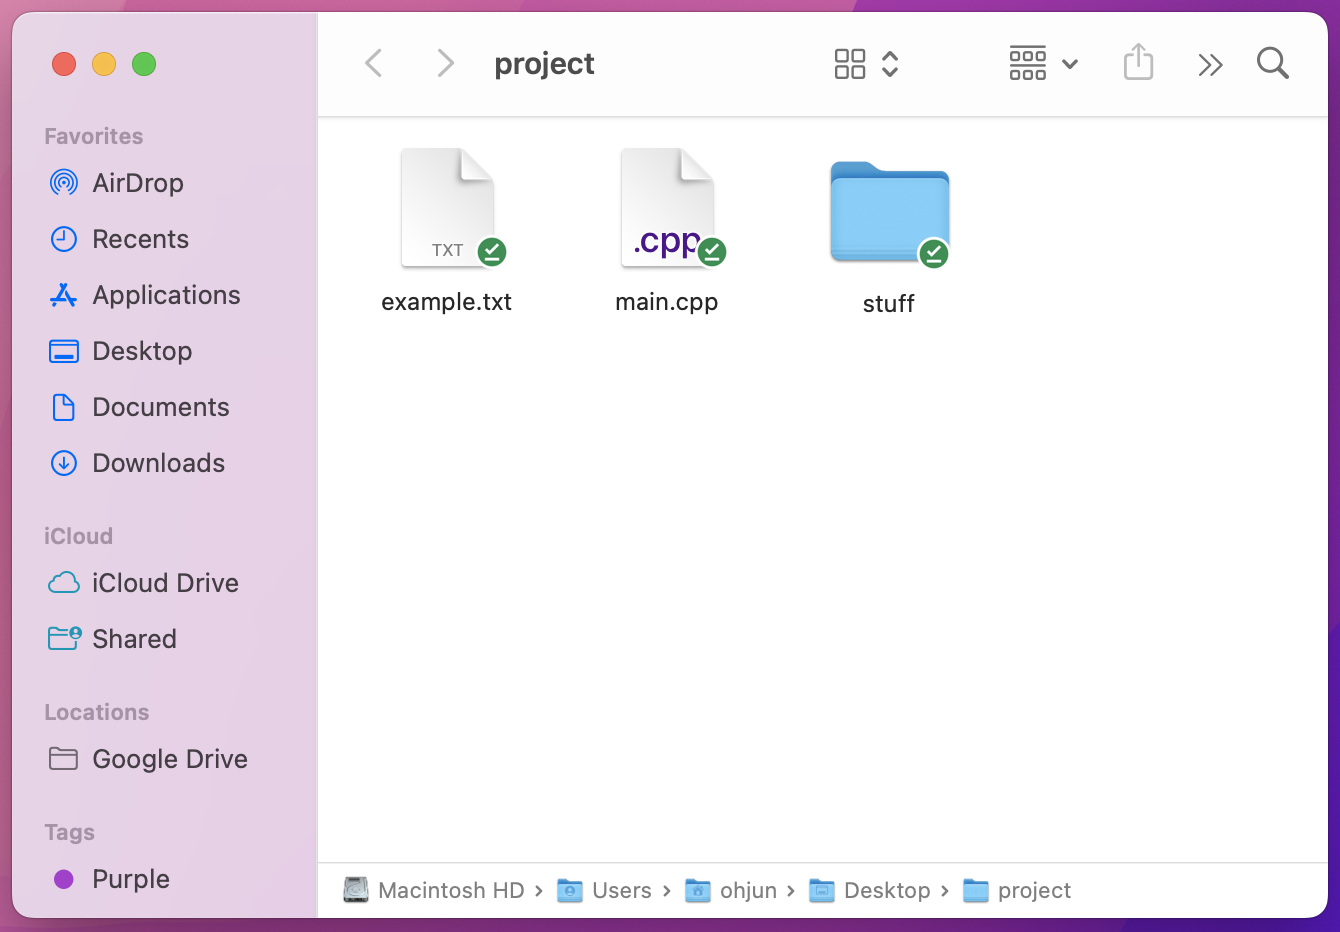 project
Favorites
AirDrop
Recents
Applications
Desktop
Documents
Downloads
iCloud
iCloud Drive
Shared
Locations
Google Drive
Tags
Purple
TXT
.cpp
example.txt
main.cpp
stuff
Macintosh HD › Users › ohjun › Desktop › project